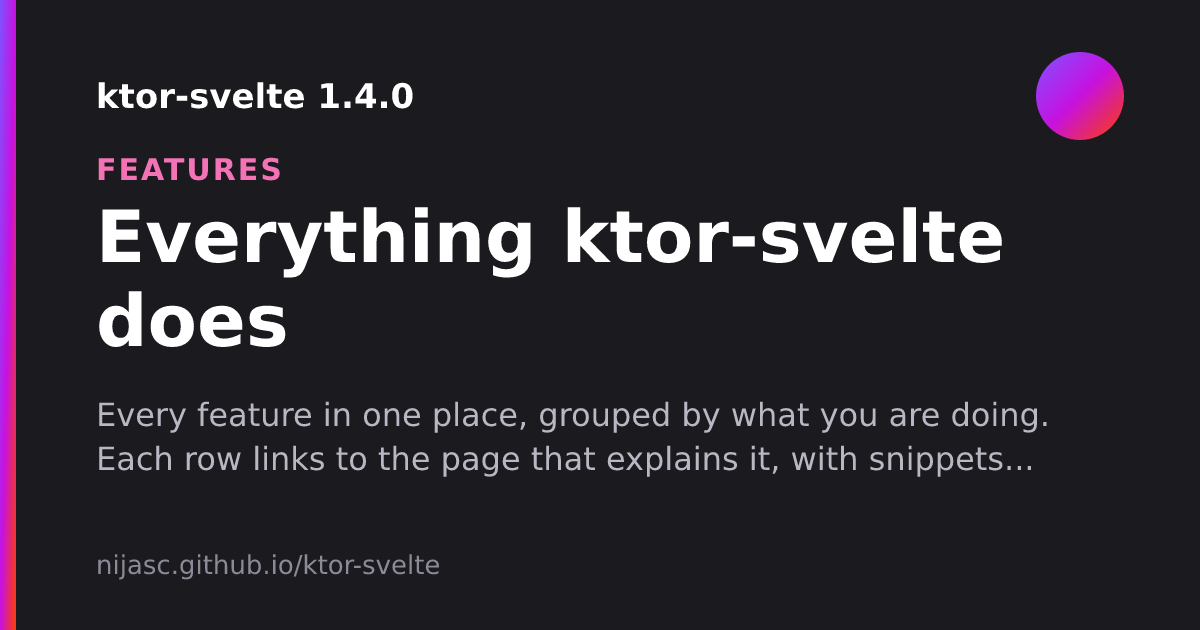 ktor-svelte 1.4.0
FEATURES
Everything ktor-svelte
does
Every feature in one place, grouped by what you are doing.
Each row links to the page that explains it, with snippets…
nijasc.github.io/ktor-svelte